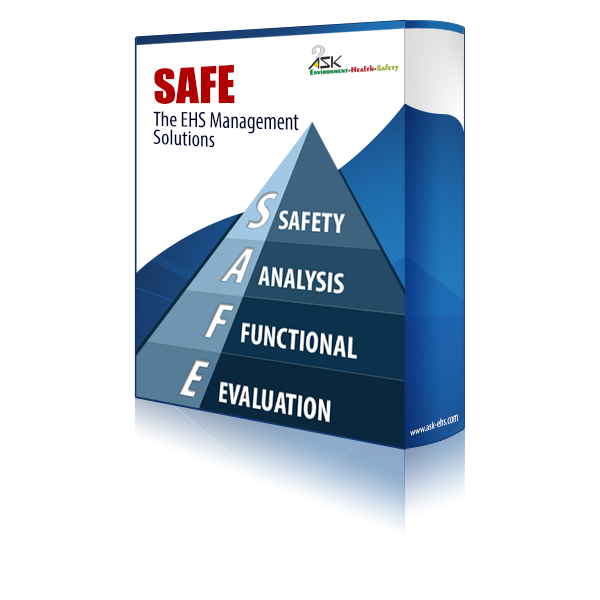 ASK
Environment-Health-Safety
SAFE
The EHS Management
Solutions
S SAFETY
A ANALYSIS
F FUNCTIONAL
E EVALUATION
www.ask-ehs.com